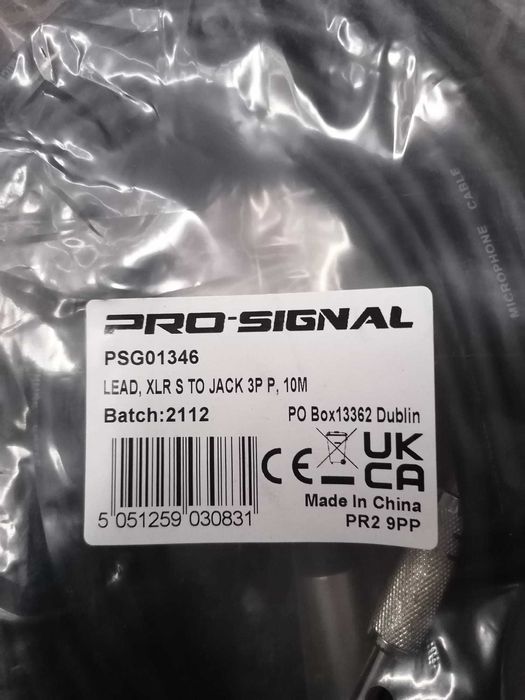 MICROPHONE CABLE
PRO-SIGNAL
PSG01346
LEAD, XLR S TO JACK 3P P, 10M
Batch:2112
PO Box13362 Dublin
CE
UK
CA
5 051259 030831
Made In China
PR2 9PP